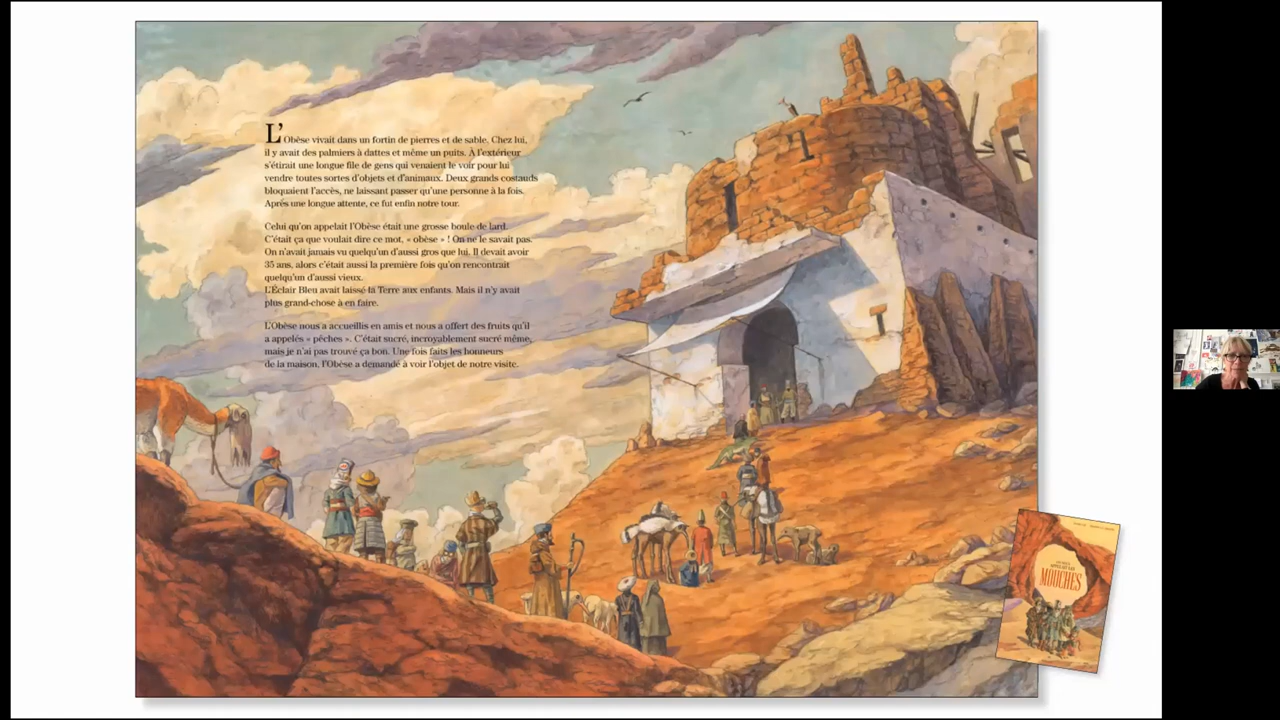 L'Obèse vivait dans un fortin de pierres et de sable. Chez lui,
il y avait des palmiers à dattes et même un puits. À l'extérieur
s'étirait une longue file de gens qui venaient le voir pour lui
vendre toutes sortes d'objets et d'animaux. Deux grands costauds
bloquaient l'accès, ne laissant passer qu'une personne à la fois.
Après une longue attente, ce fut enfin notre tour.
Celui qu'on appelait l'Obèse était une grosse boule de lard.
C'était ça que voulait dire ce mot, « obèse » ! On ne le savait pas.
On n'avait jamais vu quelqu'un d'aussi gros que lui. Il devait avoir
35 ans, alors c'était aussi la première fois qu'on rencontrait
quelqu'un d'aussi vieux.
L'Éclair Bleu avait laissé la Terre aux enfants. Mais il n'y avait
plus grand-chose à en faire.
L'Obèse nous a accueillis en amis et nous a offert des fruits qu'il
a appelés « pêches ». C'était sucré, incroyablement sucré même,
mais je n'ai pas trouvé ça bon. Une fois faits les honneurs
de la maison, l'Obèse a demandé à voir l'objet de notre visite.
MOUCHES